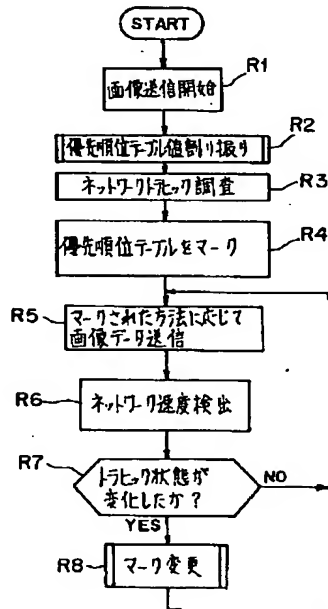 START
画像送信開始
R1
優先順位テーブル値割り振り
R2
ネットワークトラヒック調査
R3
優先順位テーブルをマーク
R4
R5
マークされた方法に応じて
画像データ送信
R6
ネットワーク速度検出
R7
トラヒック状態が
変化したか?
NO
YES
R8
マーク変更